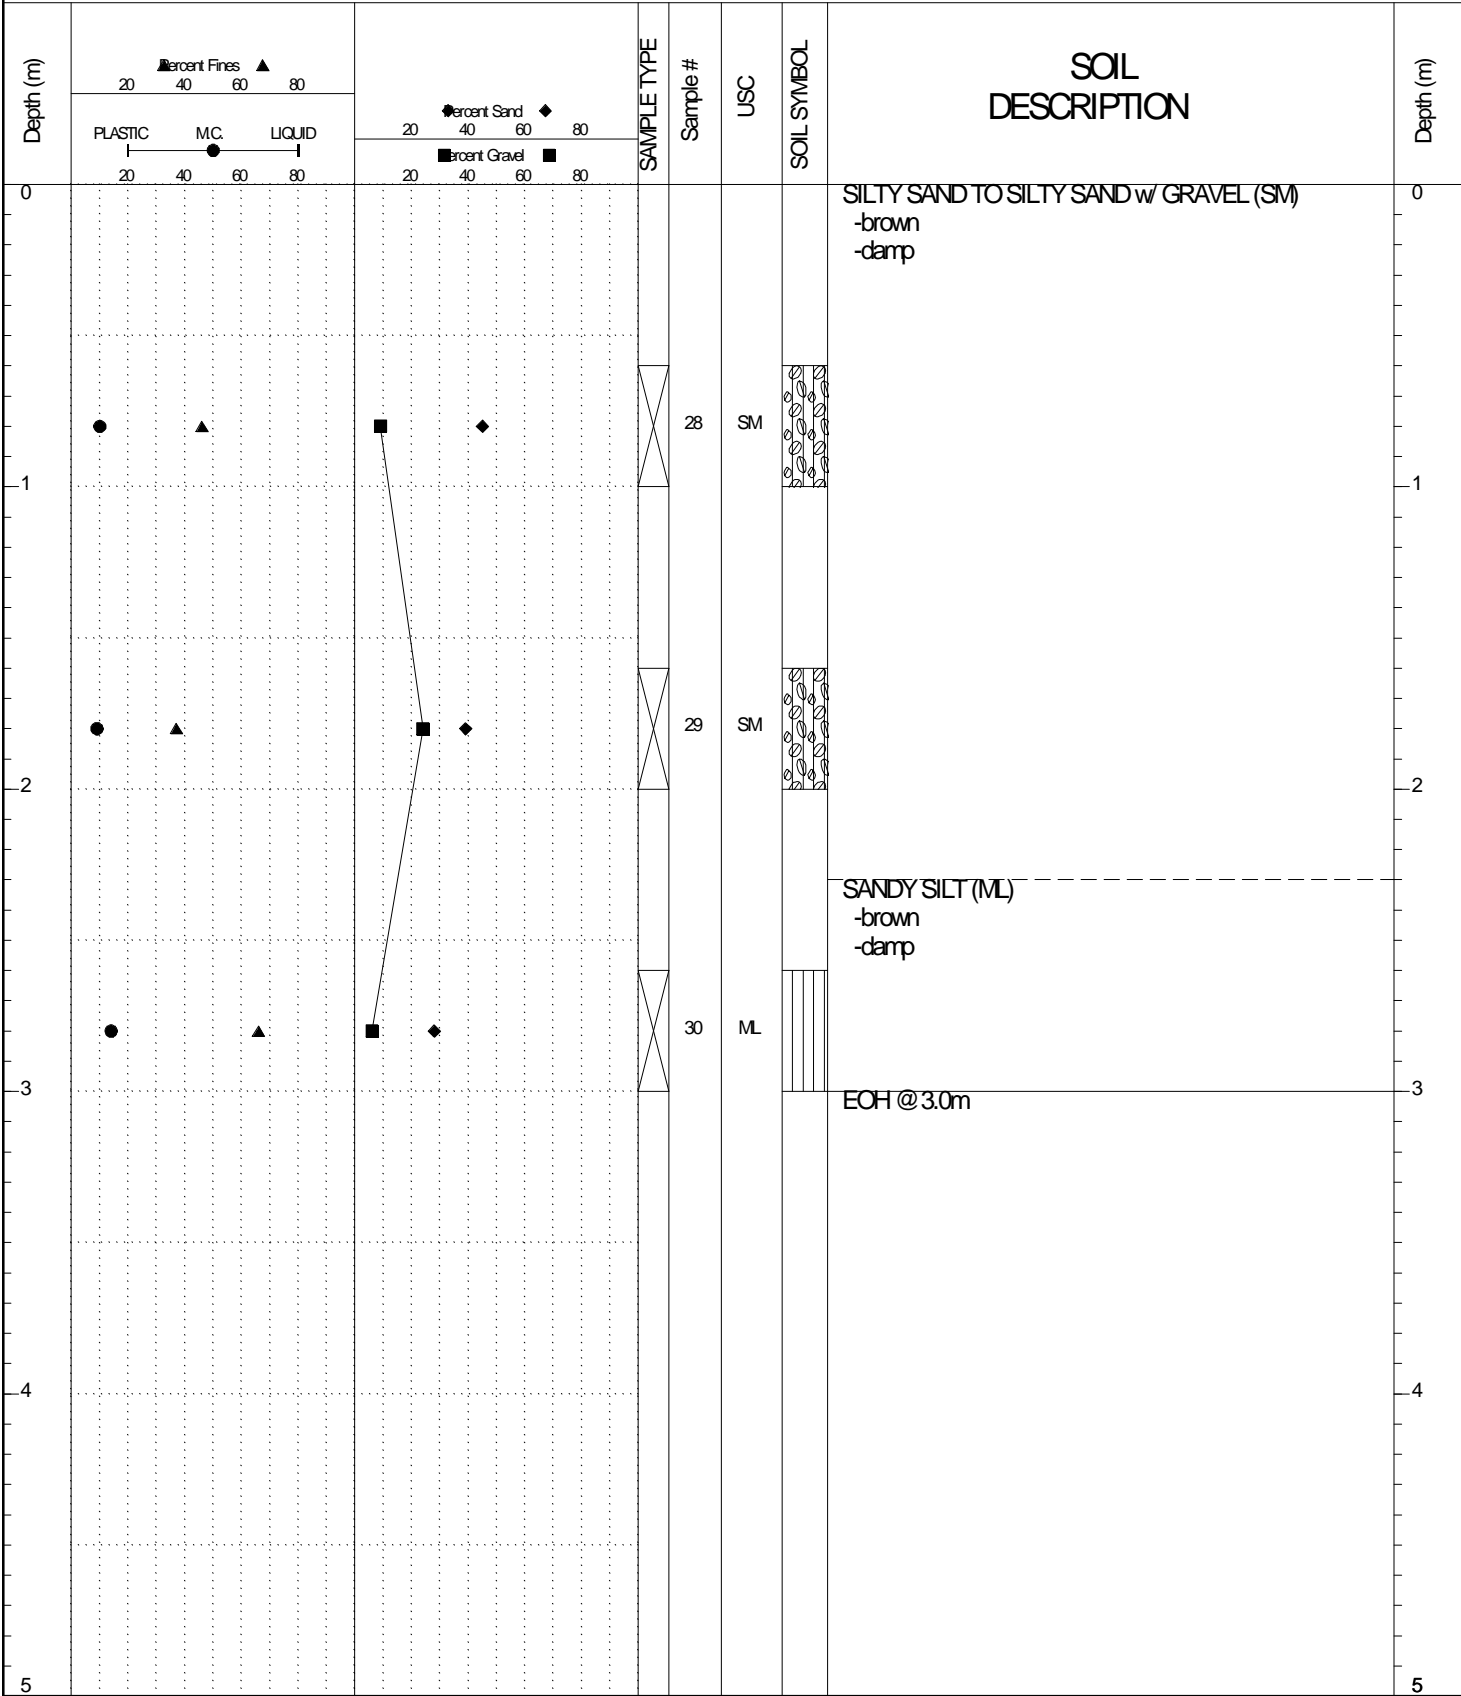 Depth (m)
Percent Fines
20 40 60 80
PLASTIC M.C. LIQUID
20 40 60 80
Percent Sand
20 40 60 80
Percent Gravel
20 40 60 80
SAMPLE TYPE
Sample #
USC
SOIL SYMBOL
SOIL
DESCRIPTION
Depth (m)
0 SILTY SAND TO SILTY SAND w/ GRAVEL (SM) 0
-brown
-damp
28 SM
1 1
29 SM
2 2
SANDY SILT (ML)
-brown
-damp
30 ML
3 3
EOH @ 3.0m
4 4
5 5